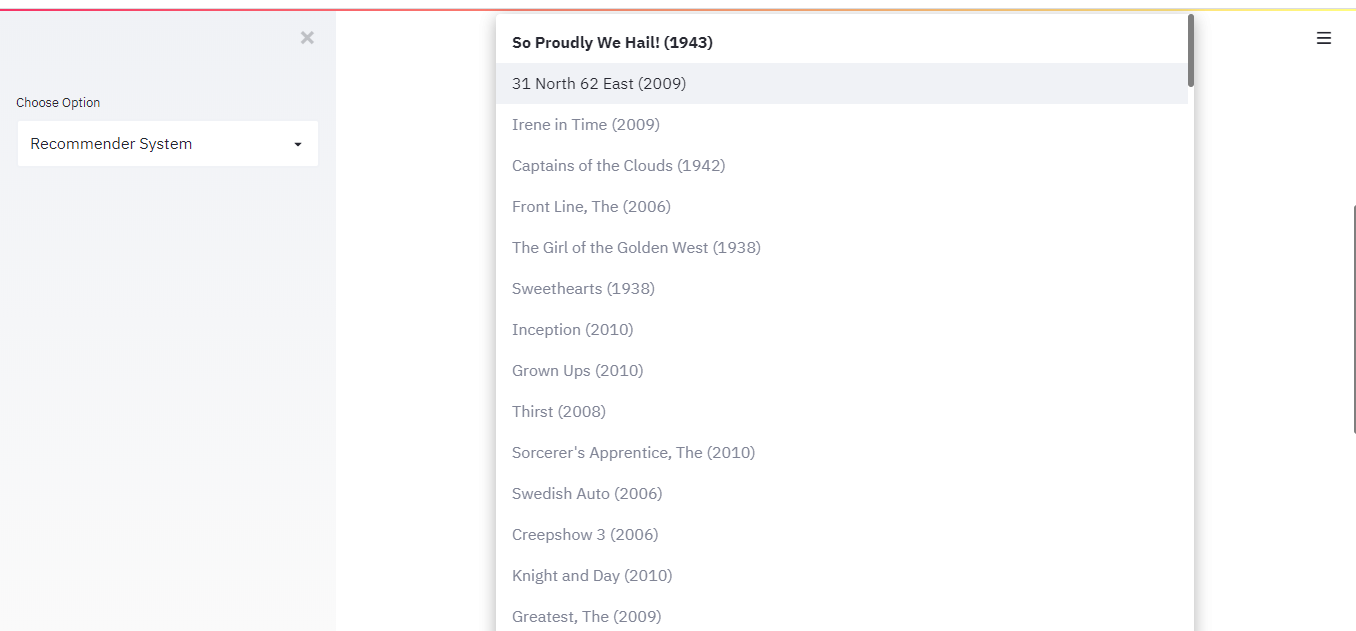 Choose Option
Recommender System
So Proudly We Hail! (1943)
31 North 62 East (2009)
Irene in Time (2009)
Captains of the Clouds (1942)
Front Line, The (2006)
The Girl of the Golden West (1938)
Sweethearts (1938)
Inception (2010)
Grown Ups (2010)
Thirst (2008)
Sorcerer's Apprentice, The (2010)
Swedish Auto (2006)
Creepshow 3 (2006)
Knight and Day (2010)
Greatest, The (2009)